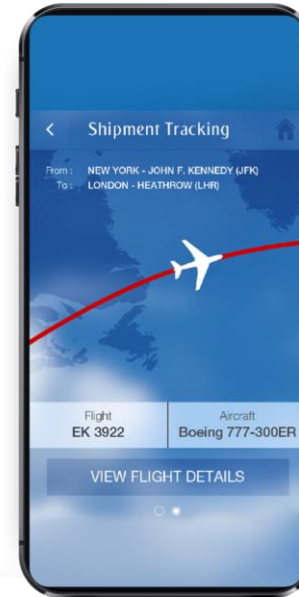 Shipment Tracking
From : NEW YORK - JOHN F. KENNEDY (JFK)
To : LONDON - HEATHROW (LHR)
Flight
EK 3922
Aircraft
Boeing 777-300ER
VIEW FLIGHT DETAILS